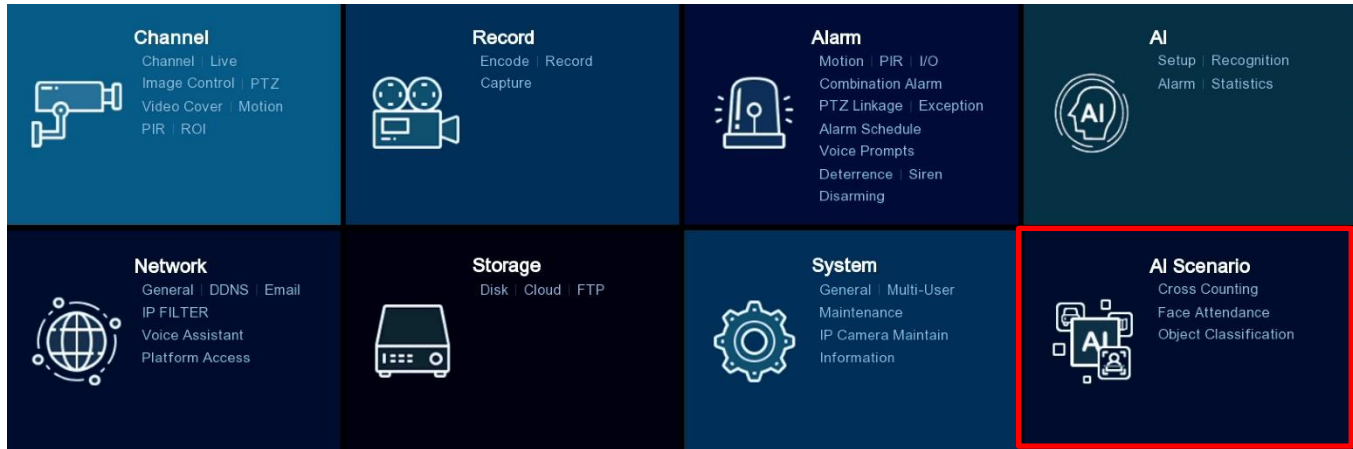 Channel
Channel | Live
Image Control | PTZ
Video Cover | Motion
PIR | ROI
Record
Encode | Record
Capture
Alarm
Motion | PIR | I/O
Combination Alarm
PTZ Linkage | Exception
Alarm Schedule
Voice Prompts
Deterrence | Siren
Disarming
AI
Setup | Recognition
Alarm | Statistics
AI
Network
General | DDNS | Email
IP FILTER
Voice Assistant
Platform Access
Storage
Disk | Cloud | FTP
System
General | Multi-User
Maintenance
IP Camera Maintain
Information
AI Scenario
Cross Counting
Face Attendance
Object Classification
AI